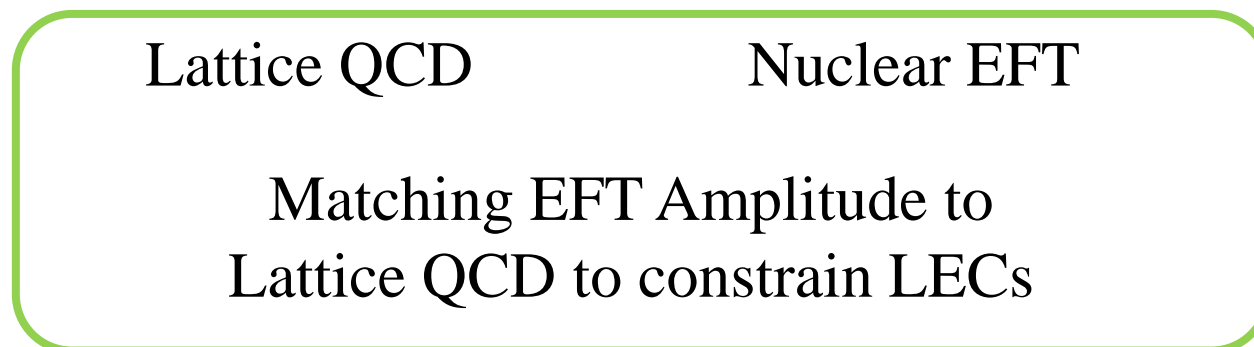 Lattice QCD Nuclear EFT
Matching EFT Amplitude to
Lattice QCD to constrain LECs